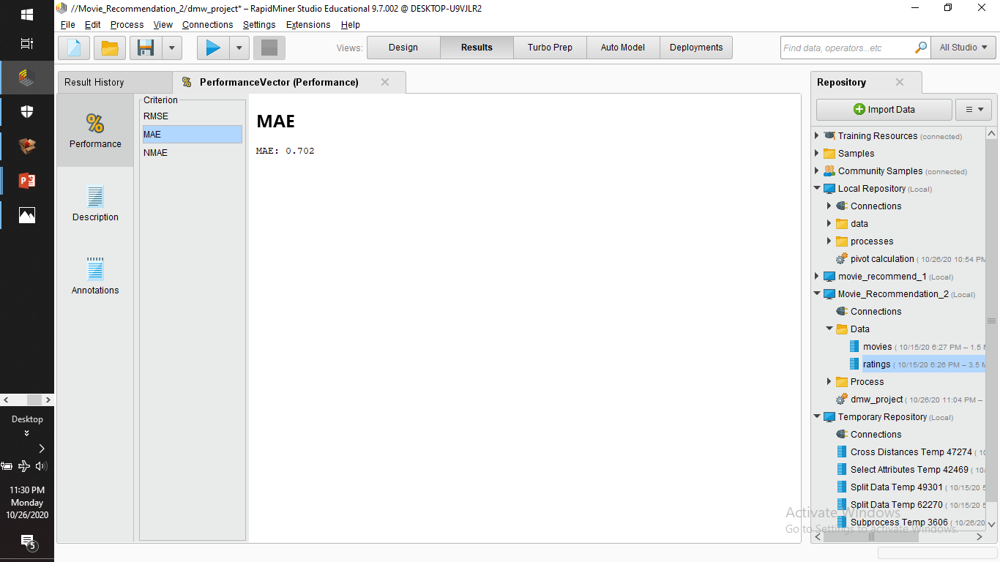 //Movie_Recommendation_2/dmw_project* – RapidMiner Studio Educational 9.7.002 @ DESKTOP-U9VJLR2
File Edit Process View Connections Settings Extensions Help
Views: Design Results Turbo Prep Auto Model Deployments
Find data, operators...etc
All Studio
Result History
PerformanceVector (Performance)
Criterion
RMSE
MAE
NMAE
Performance
Description
Annotations
MAE
MAE: 0.702
Repository
Import Data
Training Resources (connected)
Samples
Community Samples (connected)
Local Repository (Local)
Connections
data
processes
pivot calculation ( 10/26/20 10:54 PM
movie_recommend_1 (Local)
Movie_Recommendation_2 (Local)
Connections
Data
movies ( 10/15/20 6:27 PM – 1.5
ratings ( 10/15/20 6:26 PM – 3.5
Process
dmw_project ( 10/26/20 11:04 PM –
Temporary Repository (Local)
Connections
Cross Distances Temp 47274 ( 10
Select Attributes Temp 42469 ( 10/
Split Data Temp 49301 ( 10/15/20
Split Data Temp 62270 ( 10/15/20
Subprocess Temp 3606 ( 10/26/20
Activate Windows
Go to Settings to activate Windows.
Desktop
11:30 PM
Monday
10/26/2020
5